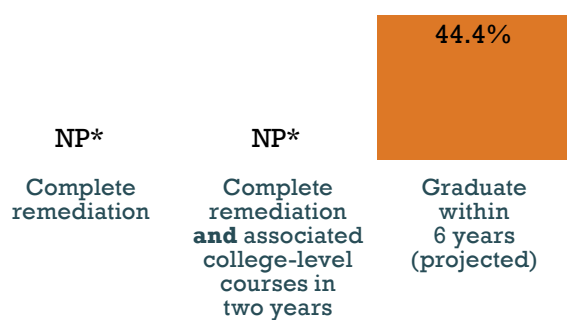 44.4%
NP*
NP*
Complete
remediation
Complete
remediation
and associated
college-level
courses in
two years
Graduate
within
6 years
(projected)